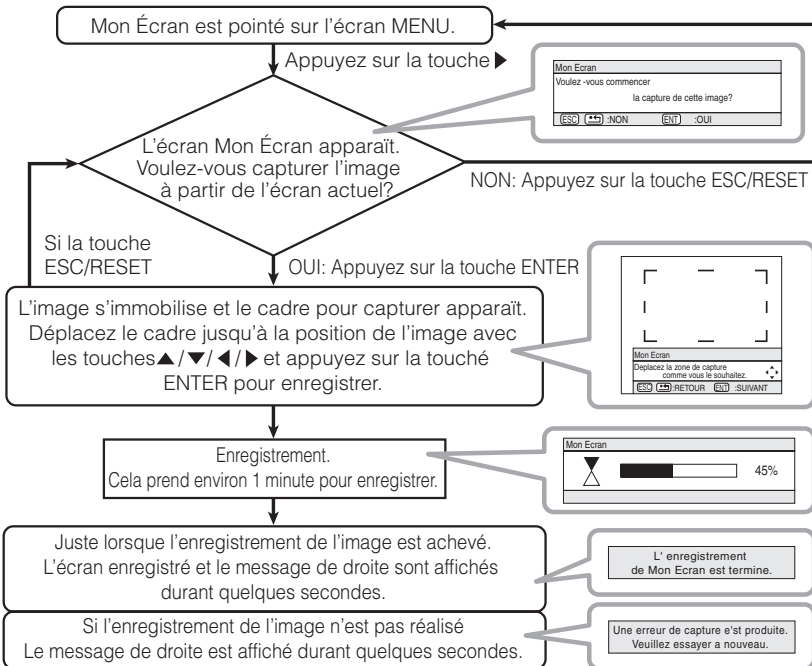 Mon Écran est pointé sur l'écran MENU.
Appuyez sur la touche ▶
Mon Ecran
Voulez -vous commencer
la capture de cette image?
ESC :NON ENT :OUI
L'écran Mon Écran apparaît.
Voulez-vous capturer l'image
à partir de l'écran actuel?
NON: Appuyez sur la touche ESC/RESET
Si la touche
ESC/RESET
OUI: Appuyez sur la touche ENTER
L'image s'immobilise et le cadre pour capturer apparaît.
Déplacez le cadre jusqu'à la position de l'image avec
les touches▲/▼/◀/▶ et appuyez sur la touché
ENTER pour enregistrer.
Mon Ecran
Deplacez la zone de capture
comme vous le souhaitez.
ESC :RETOUR ENT :SUIVANT
Enregistrement.
Cela prend environ 1 minute pour enregistrer.
Mon Ecran
45%
Juste lorsque l'enregistrement de l'image est achevé.
L'écran enregistré et le message de droite sont affichés
durant quelques secondes.
L' enregistrement
de Mon Ecran est termine.
Si l'enregistrement de l'image n'est pas réalisé
Le message de droite est affiché durant quelques secondes.
Une erreur de capture e'st produite.
Veuillez essayer a nouveau.